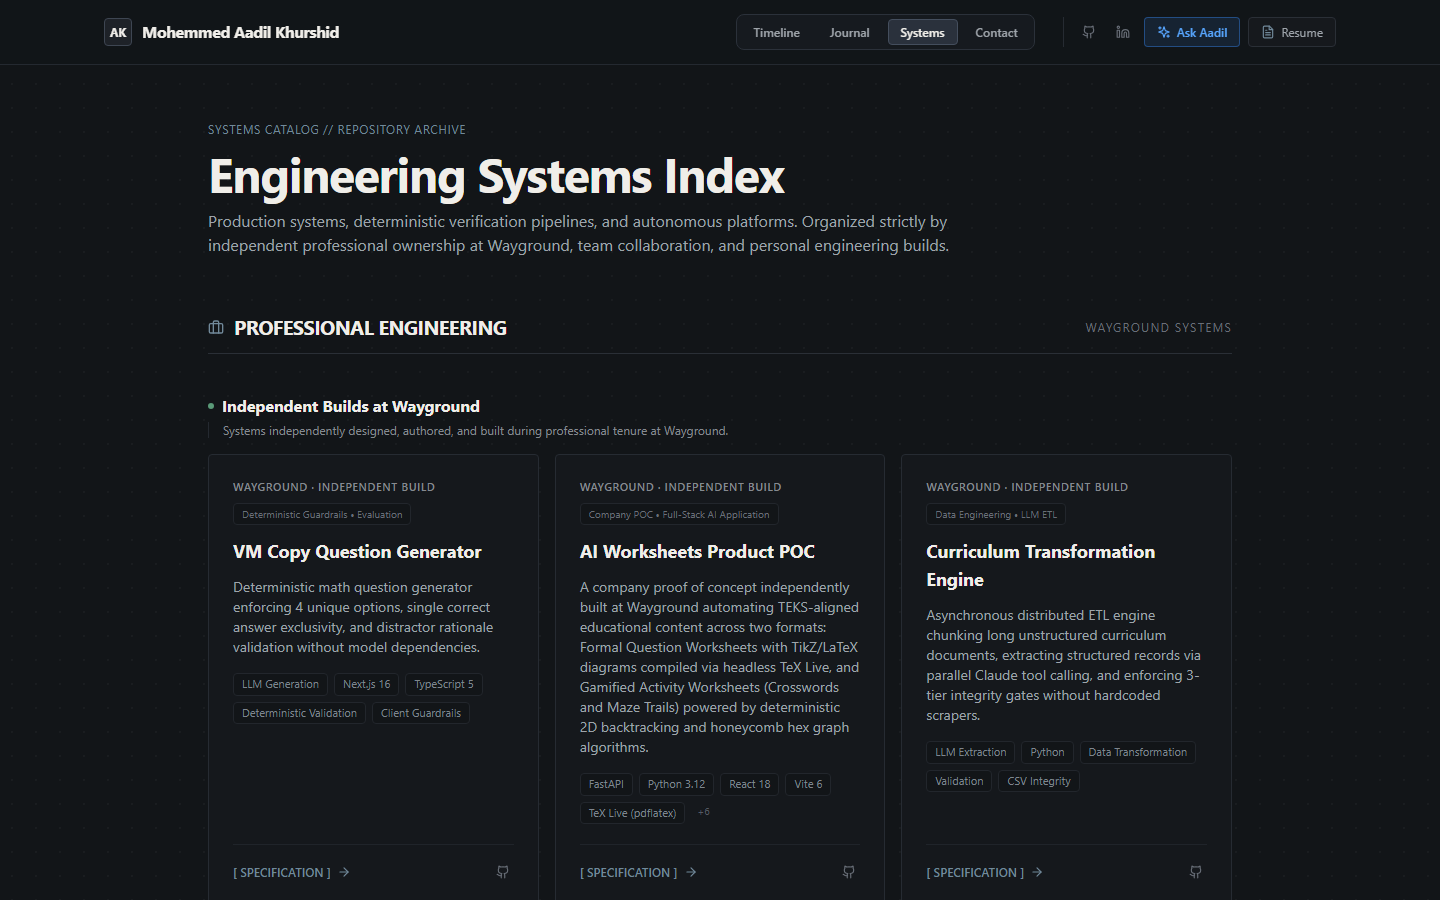 AK Mohemmed Aadil Khurshid
Timeline Journal Systems Contact
Ask Aadil
Resume
SYSTEMS CATALOG // REPOSITORY ARCHIVE
Engineering Systems Index
Production systems, deterministic verification pipelines, and autonomous platforms. Organized strictly by
independent professional ownership at Wayground, team collaboration, and personal engineering builds.
PROFESSIONAL ENGINEERING
WAYGROUND SYSTEMS
Independent Builds at Wayground
Systems independently designed, authored, and built during professional tenure at Wayground.
WAYGROUND · INDEPENDENT BUILD
Deterministic Guardrails • Evaluation
VM Copy Question Generator
Deterministic math question generator
enforcing 4 unique options, single correct
answer exclusivity, and distractor rationale
validation without model dependencies.
LLM Generation Next.js 16 TypeScript 5
Deterministic Validation Client Guardrails
[ SPECIFICATION ] →
WAYGROUND · INDEPENDENT BUILD
Company POC • Full-Stack AI Application
AI Worksheets Product POC
A company proof of concept independently
built at Wayground automating TEKS-aligned
educational content across two formats:
Formal Question Worksheets with TikZ/LaTeX
diagrams compiled via headless TeX Live, and
Gamified Activity Worksheets (Crosswords
and Maze Trails) powered by deterministic
2D backtracking and honeycomb hex graph
algorithms.
FastAPI Python 3.12 React 18 Vite 6
TeX Live (pdflatex) +6
[ SPECIFICATION ] →
WAYGROUND · INDEPENDENT BUILD
Data Engineering • LLM ETL
Curriculum Transformation
Engine
Asynchronous distributed ETL engine
chunking long unstructured curriculum
documents, extracting structured records via
parallel Claude tool calling, and enforcing 3-
tier integrity gates without hardcoded
scrapers.
LLM Extraction Python Data Transformation
Validation CSV Integrity
[ SPECIFICATION ] →